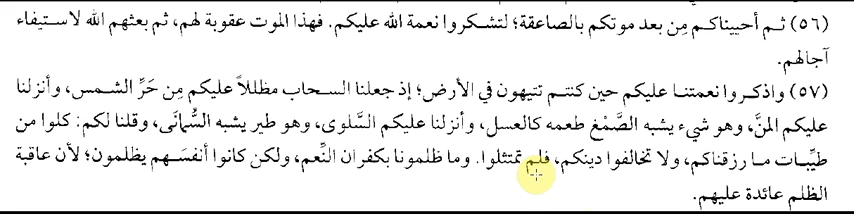 (٥٦) ثم أحييناكم مِن بعد موتكم بالصاعقة؛ لتشكروا نعمة الله عليكم. فهذا الموت عقوبة لهم، ثم بعثهم الله لاستيفاء
آجالهم.
(٥٧) واذكروا نعمتنا عليكم حين كنتم تتيهون في الأرض؛ إذ جعلنا السحاب مظللاً عليكم مِن حَرِّ الشمس، وأنزلنا
عليكم المنَّ، وهو شيء يشبه الصَّمْغ طعمه كالعسل، وأنزلنا عليكم السَّلوى، وهو طير يشبه السُّمانَى، وقلنا لكم: كلوا من
طيِّبات ما رزقناكم، ولا تخالفوا دينكم، فلم تمتثلوا. وما ظلمونا بكفران النِّعم، ولكن كانوا أنفسَهم يظلمون؛ لأن عاقبة
الظلم عائدة عليهم.